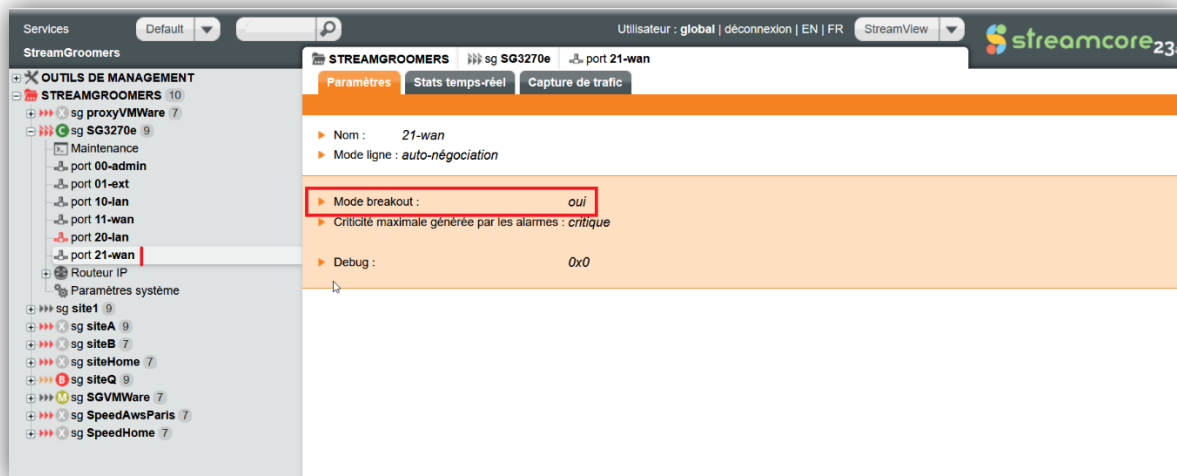 Services Default Utilisateur : global | déconnexion | EN | FR StreamView streamcore
StreamGroomers
STREAMGROOMERS sg SG3270e port 21-wan
Paramètres Stats temps-réel Capture de trafic
OUTILS DE MANAGEMENT
STREAMGROOMERS 10
sg proxyVMWare 7
C sg SG3270e 9
Maintenance
port 00-admin
port 01-ext
port 10-lan
port 11-wan
port 20-lan
port 21-wan
Routeur IP
Paramètres système
sg site1 9
sg siteA 9
sg siteB 7
sg siteHome 7
B sg siteQ 9
M sg SGVMWare 7
sg SpeedAwsParis 7
sg SpeedHome 7
Nom : 21-wan
Mode ligne : auto-négociation
Mode breakout : oui
Criticité maximale générée par les alarmes : critique
Debug : 0x0